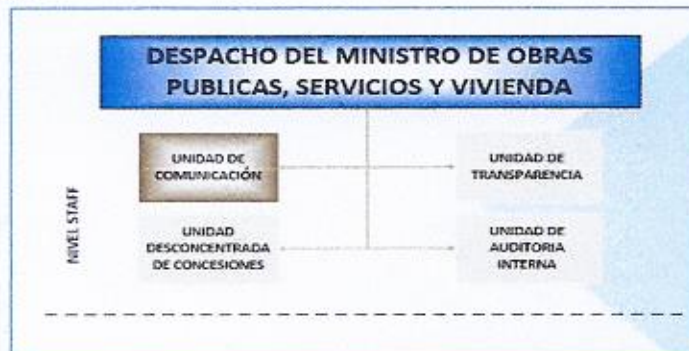 DESPACHO DEL MINISTRO DE OBRAS
PUBLICAS, SERVICIOS Y VIVIENDA
UNIDAD DE
COMUNICACIÓN
UNIDAD DE
TRANSPARENCIA
NIVEL STAFF
UNIDAD
DESCONCENTRADA
DE CONCESIONES
UNIDAD DE
AUDITORIA
INTERNA